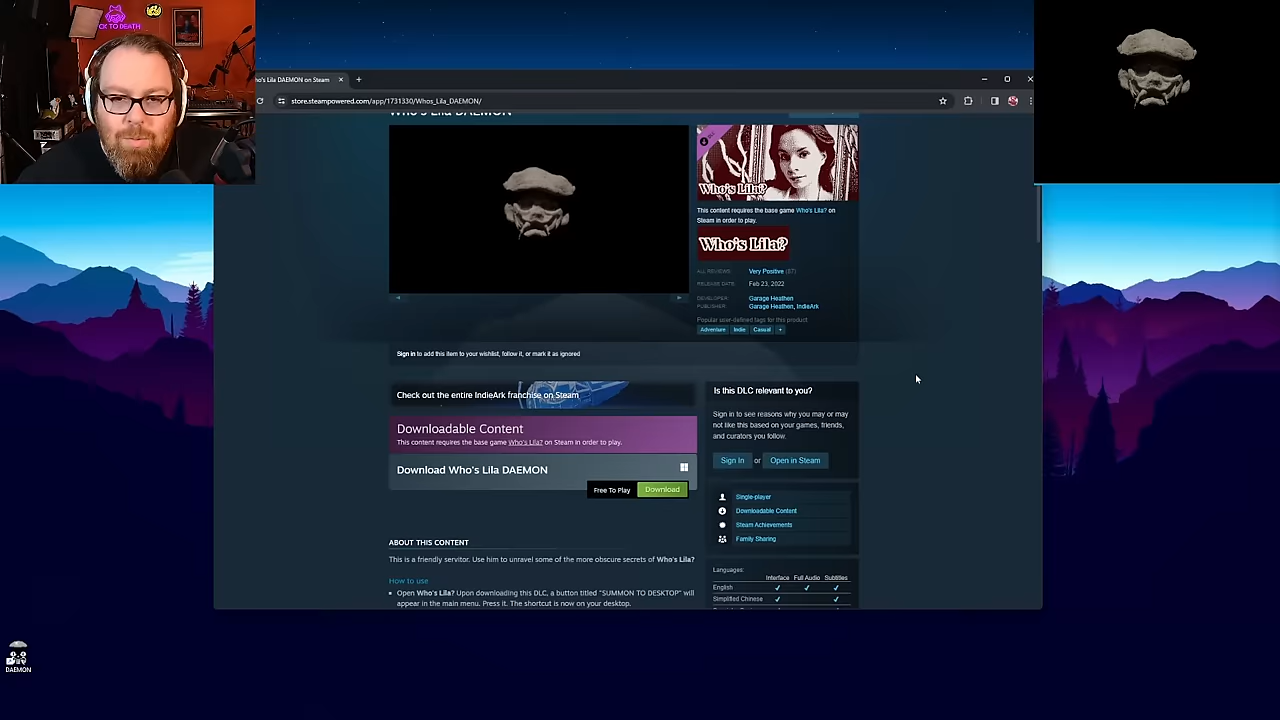 CK TO DEATH
ho's Lila DAEMON on Steam
store.steampowered.com/app/1731330/Whos_Lila_DAEMON/
Who's Lila DAEMON
Who's Lila?
This content requires the base game Who's Lila? on
Steam in order to play.
Who's Lila?
ALL REVIEWS: Very Positive (87)
RELEASE DATE: Feb 23, 2022
DEVELOPER: Garage Heathen
PUBLISHER: Garage Heathen, IndieArk
Popular user-defined tags for this product:
Adventure Indie Casual +
Sign in to add this item to your wishlist, follow it, or mark it as ignored
Check out the entire IndieArk franchise on Steam
Downloadable Content
This content requires the base game Who's Lila? on Steam in order to play.
Download Who's Lila DAEMON
Free To Play Download
ABOUT THIS CONTENT
This is a friendly servitor. Use him to unravel some of the more obscure secrets of Who's Lila?
How to use
Open Who's Lila? Upon downloading this DLC, a button titled "SUMMON TO DESKTOP" will
appear in the main menu. Press it. The shortcut is now on your desktop.
Is this DLC relevant to you?
Sign in to see reasons why you may or may
not like this based on your games, friends,
and curators you follow.
Sign In or Open in Steam
Single-player
Downloadable Content
Steam Achievements
Family Sharing
Languages:
Interface Full Audio Subtitles
English ✓ ✓ ✓
Simplified Chinese ✓ ✓
DAEMON